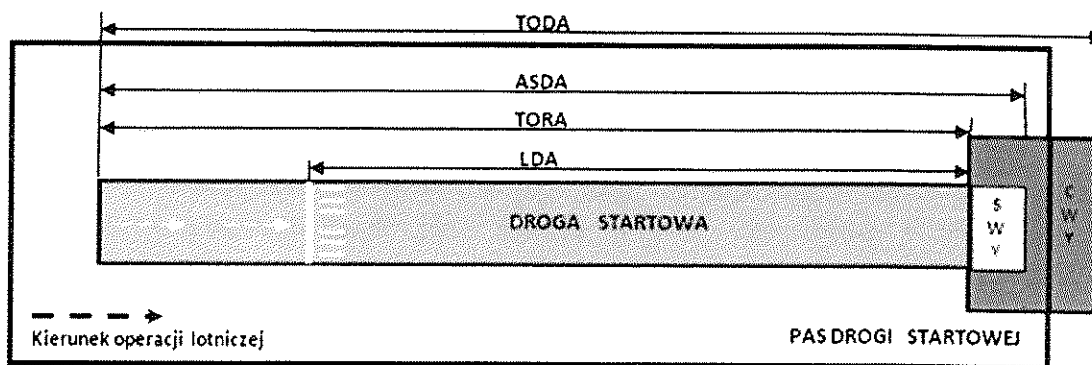 TODA
ASDA
TORA
LDA
DROGA STARTOWA
S
W
Y
C
W
Y
Kierunek operacji lotniczej
PAS DROGI STARTOWEJ